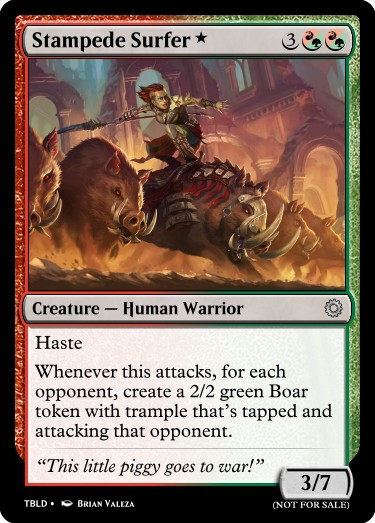 Stampede Surfer ★ 3
Creature — Human Warrior
Haste
Whenever this attacks, for each
opponent, create a 2/2 green Boar
token with trample that's tapped and
attacking that opponent.
“This little piggy goes to war!”
3/7
TBLD • Brian Valeza
(NOT FOR SALE)